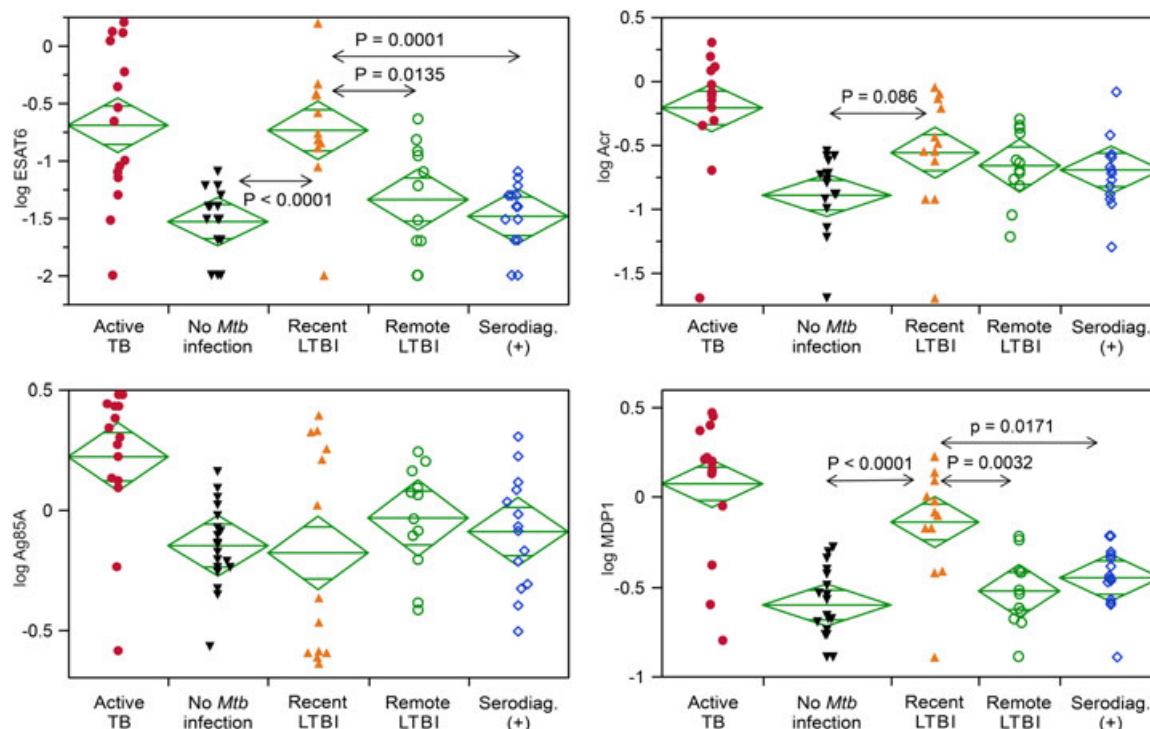 log ESAT6
0
-0.5
-1
-1.5
-2
P = 0.0001
P = 0.0135
P < 0.0001
Active
TB
No Mtb
infection
Recent
LTBI
Remote
LTBI
Serodiag.
(+)
log Acr
0.5
0
-0.5
-1
-1.5
P = 0.086
Active
TB
No Mtb
infection
Recent
LTBI
Remote
LTBI
Serodiag.
(+)
log Ag85A
0.5
0
-0.5
Active
TB
No Mtb
infection
Recent
LTBI
Remote
LTBI
Serodiag.
(+)
log MDP1
0.5
0
-0.5
-1
p = 0.0171
P < 0.0001
P = 0.0032
Active
TB
No Mtb
infection
Recent
LTBI
Remote
LTBI
Serodiag.
(+)